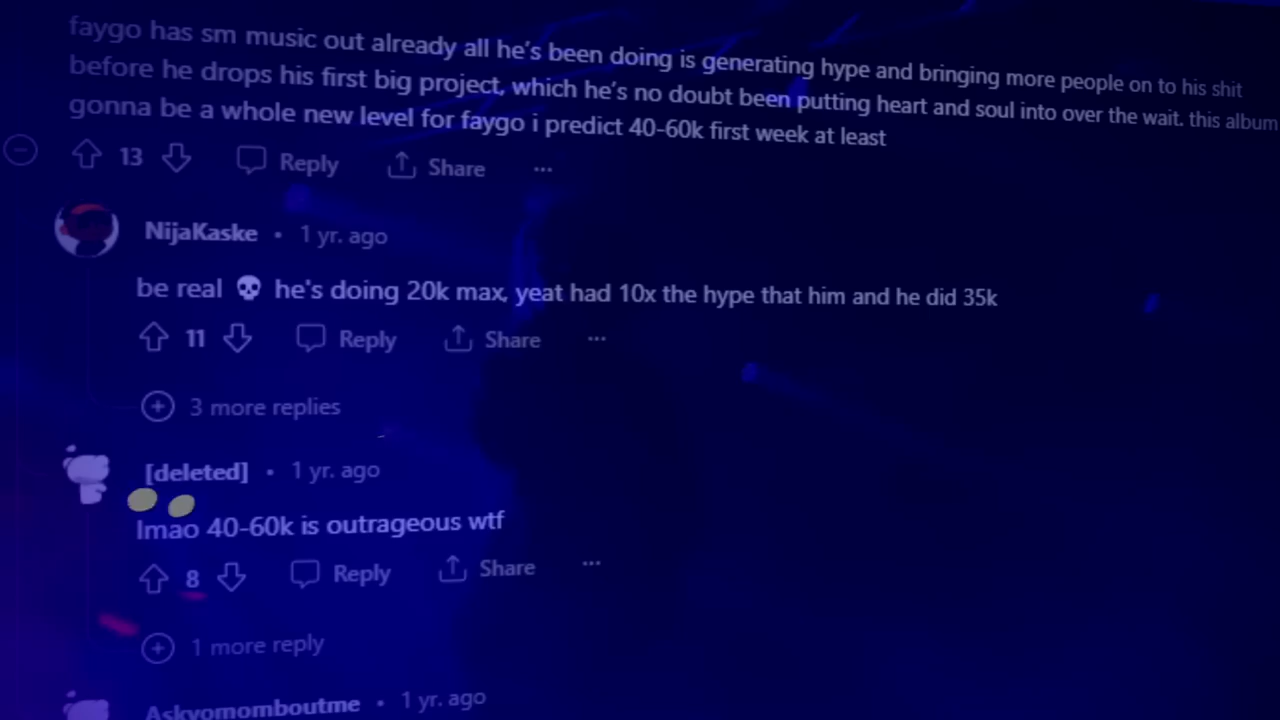 faygo has sm music out already all he's been doing is generating hype and bringing more people on to his shit
before he drops his first big project, which he's no doubt been putting heart and soul into over the wait. this album
gonna be a whole new level for faygo i predict 40-60k first week at least
13 Reply Share ...
NijaKaske • 1 yr. ago
be real 💀 he's doing 20k max, yeat had 10x the hype that him and he did 35k
11 Reply Share ...
3 more replies
[deleted] • 1 yr. ago
lmao 40-60k is outrageous wtf
8 Reply Share ...
1 more reply
Askyomomboutme • 1 yr. ago